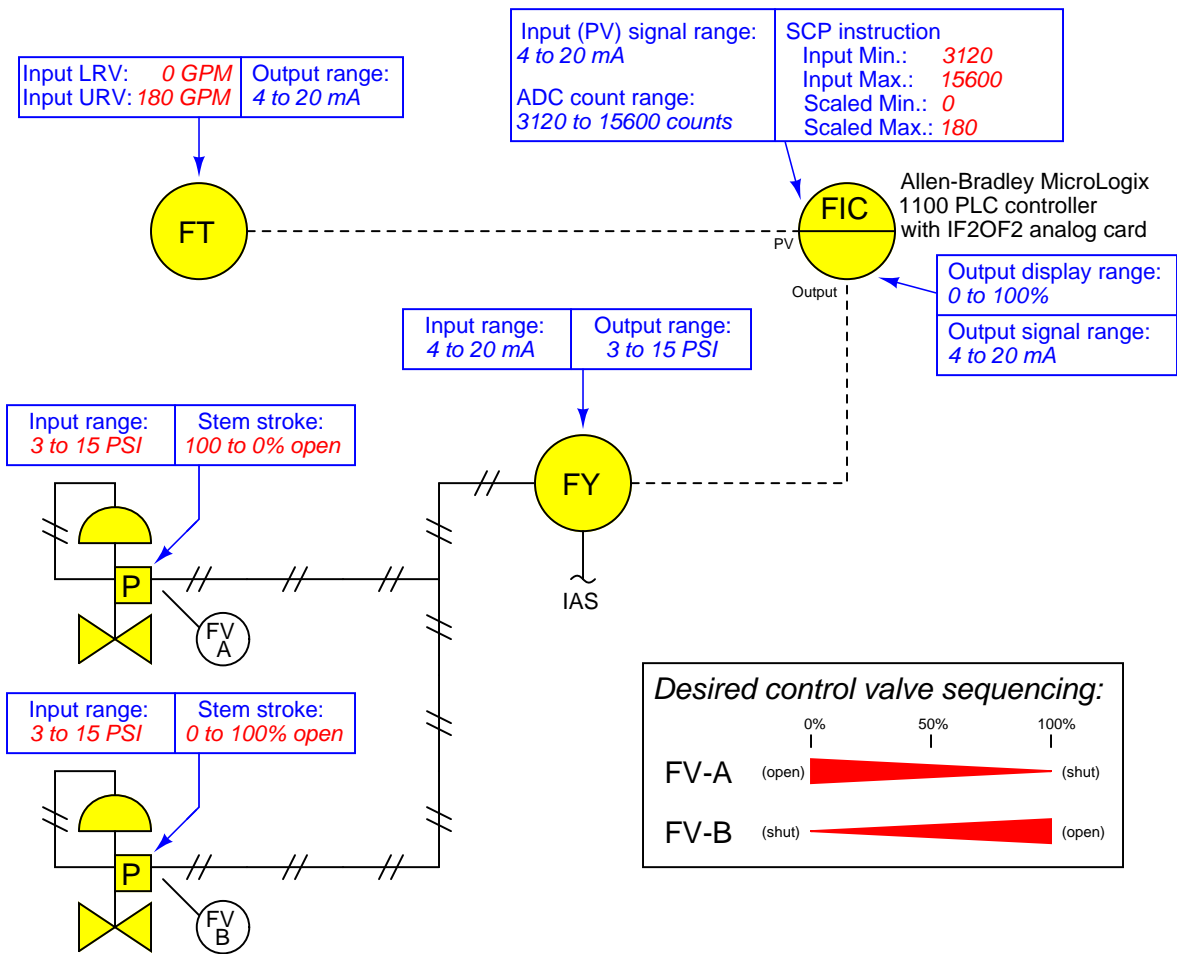 Input LRV: 0 GPM
Input URV: 180 GPM
Output range:
4 to 20 mA
Input (PV) signal range:
4 to 20 mA
ADC count range:
3120 to 15600 counts
SCP instruction
Input Min.: 3120
Input Max.: 15600
Scaled Min.: 0
Scaled Max.: 180
FT
FIC
PV
Output
Allen-Bradley MicroLogix
1100 PLC controller
with IF2OF2 analog card
Output display range:
0 to 100%
Output signal range:
4 to 20 mA
Input range:
4 to 20 mA
Output range:
3 to 15 PSI
FY
IAS
Input range:
3 to 15 PSI
Stem stroke:
100 to 0% open
P
FV
A
Input range:
3 to 15 PSI
Stem stroke:
0 to 100% open
P
FV
B
Desired control valve sequencing:
0% 50% 100%
FV-A (open) (shut)
FV-B (shut) (open)